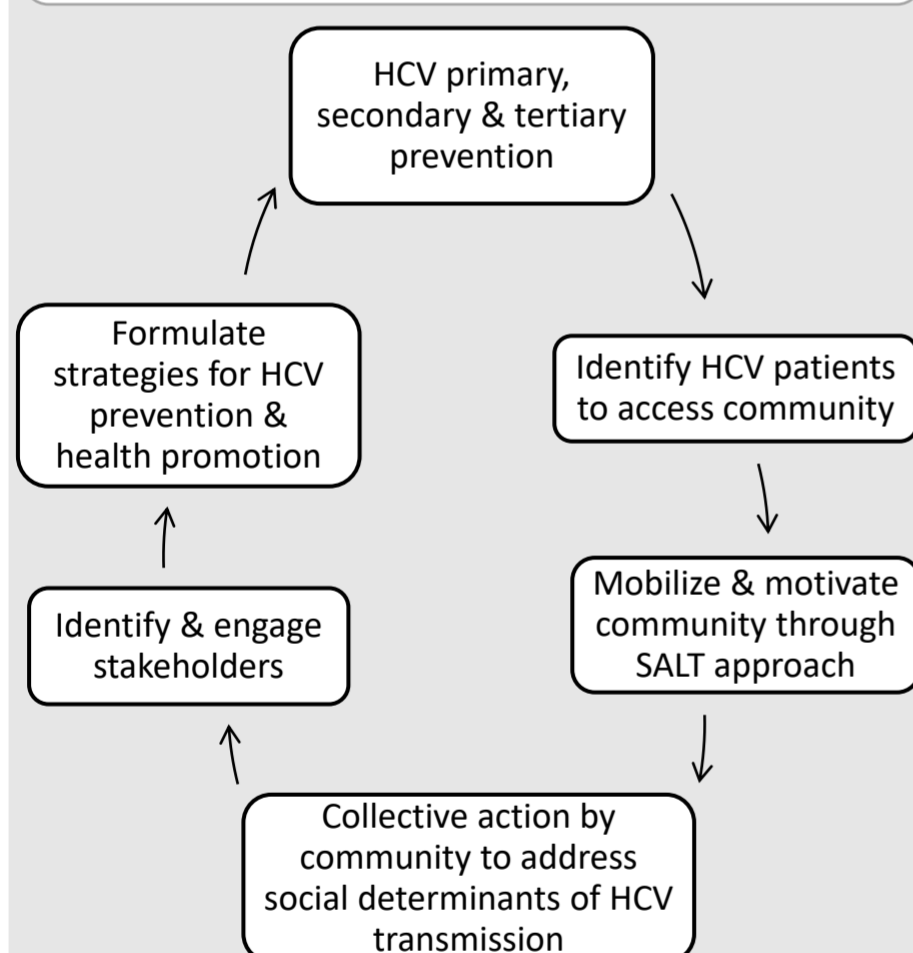 HCV primary,
secondary & tertiary
prevention
Identify HCV patients
to access community
Mobilize & motivate
community through
SALT approach
Collective action by
community to address
social determinants of HCV
transmission
Identify & engage
stakeholders
Formulate
strategies for HCV
prevention &
health promotion